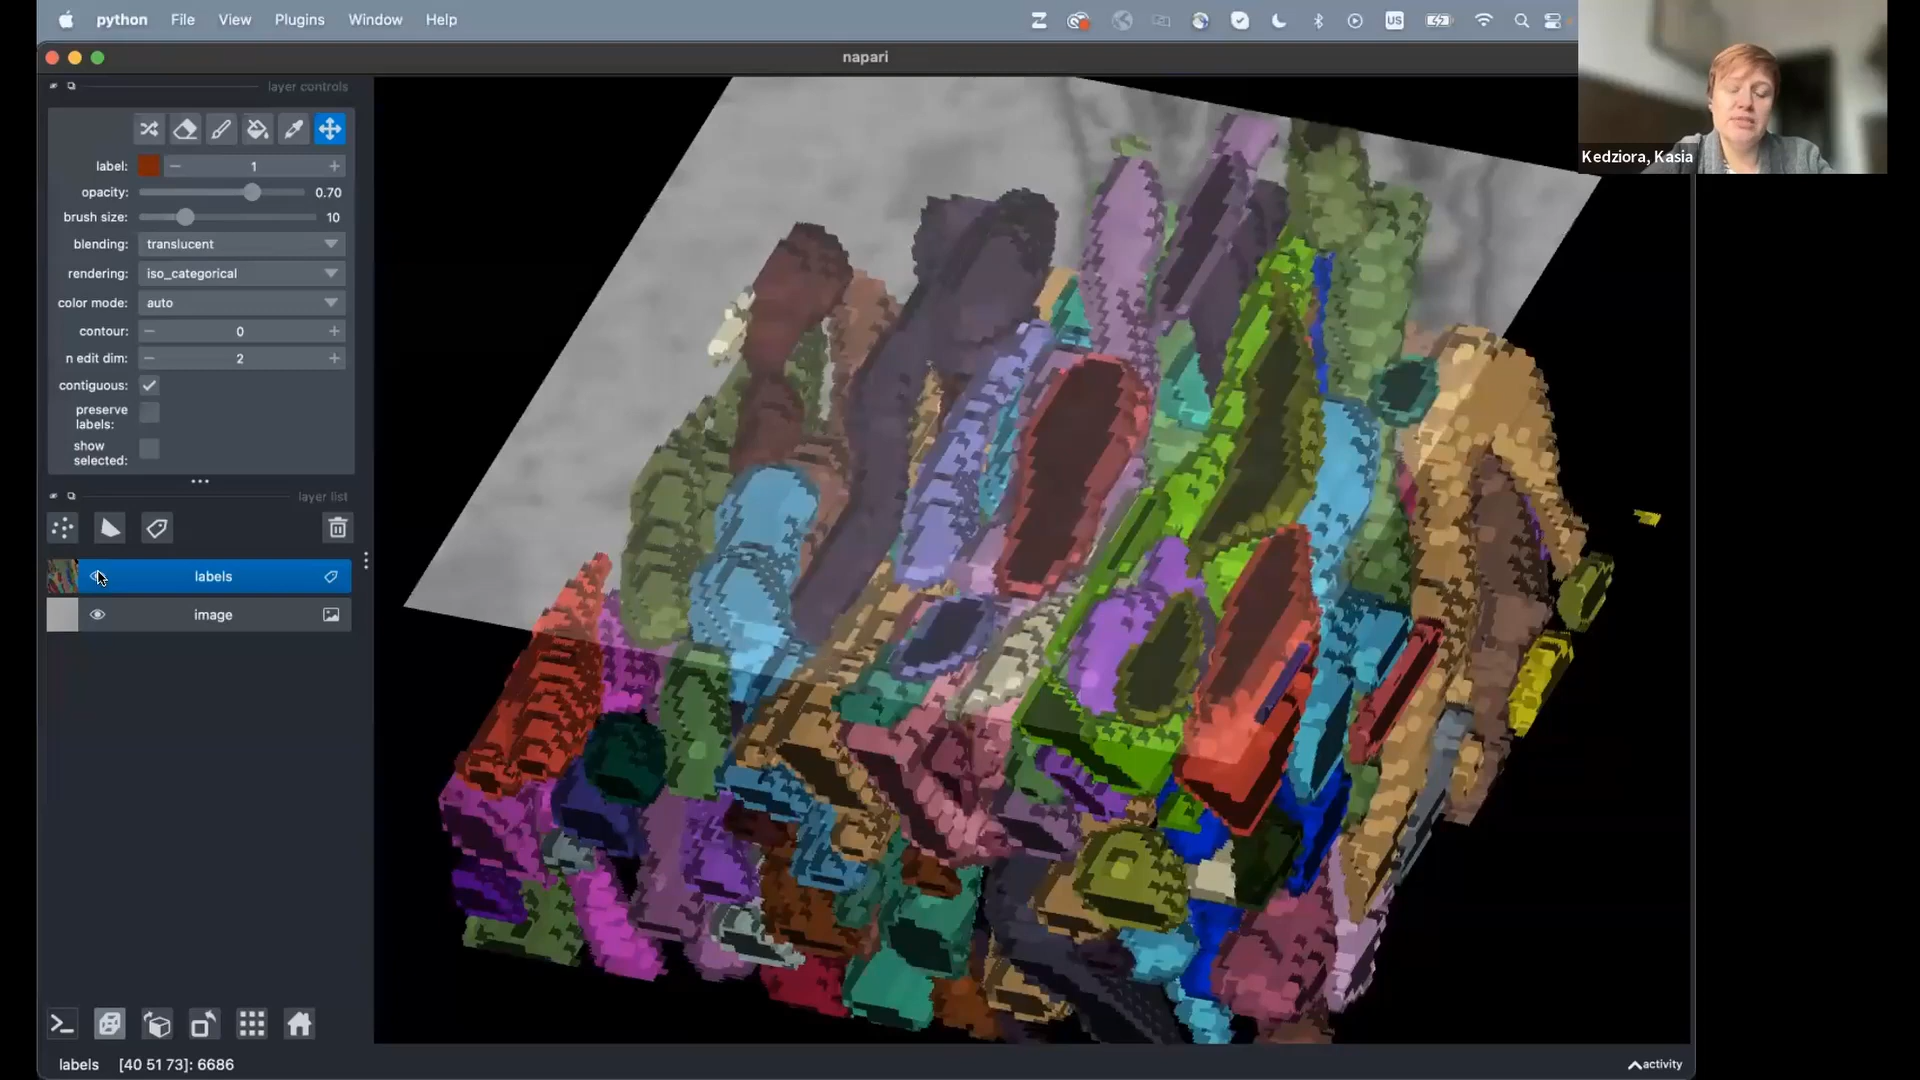 python File View Plugins Window Help
US
napari
layer controls
label: 1
opacity: 0.70
brush size: 10
blending: translucent
rendering: iso_categorical
color mode: auto
contour: 0
n edit dim: 2
contiguous:
preserve
labels:
show
selected:
layer list
labels
image
labels [40 51 73]: 6686
activity
Kedziora, Kasia